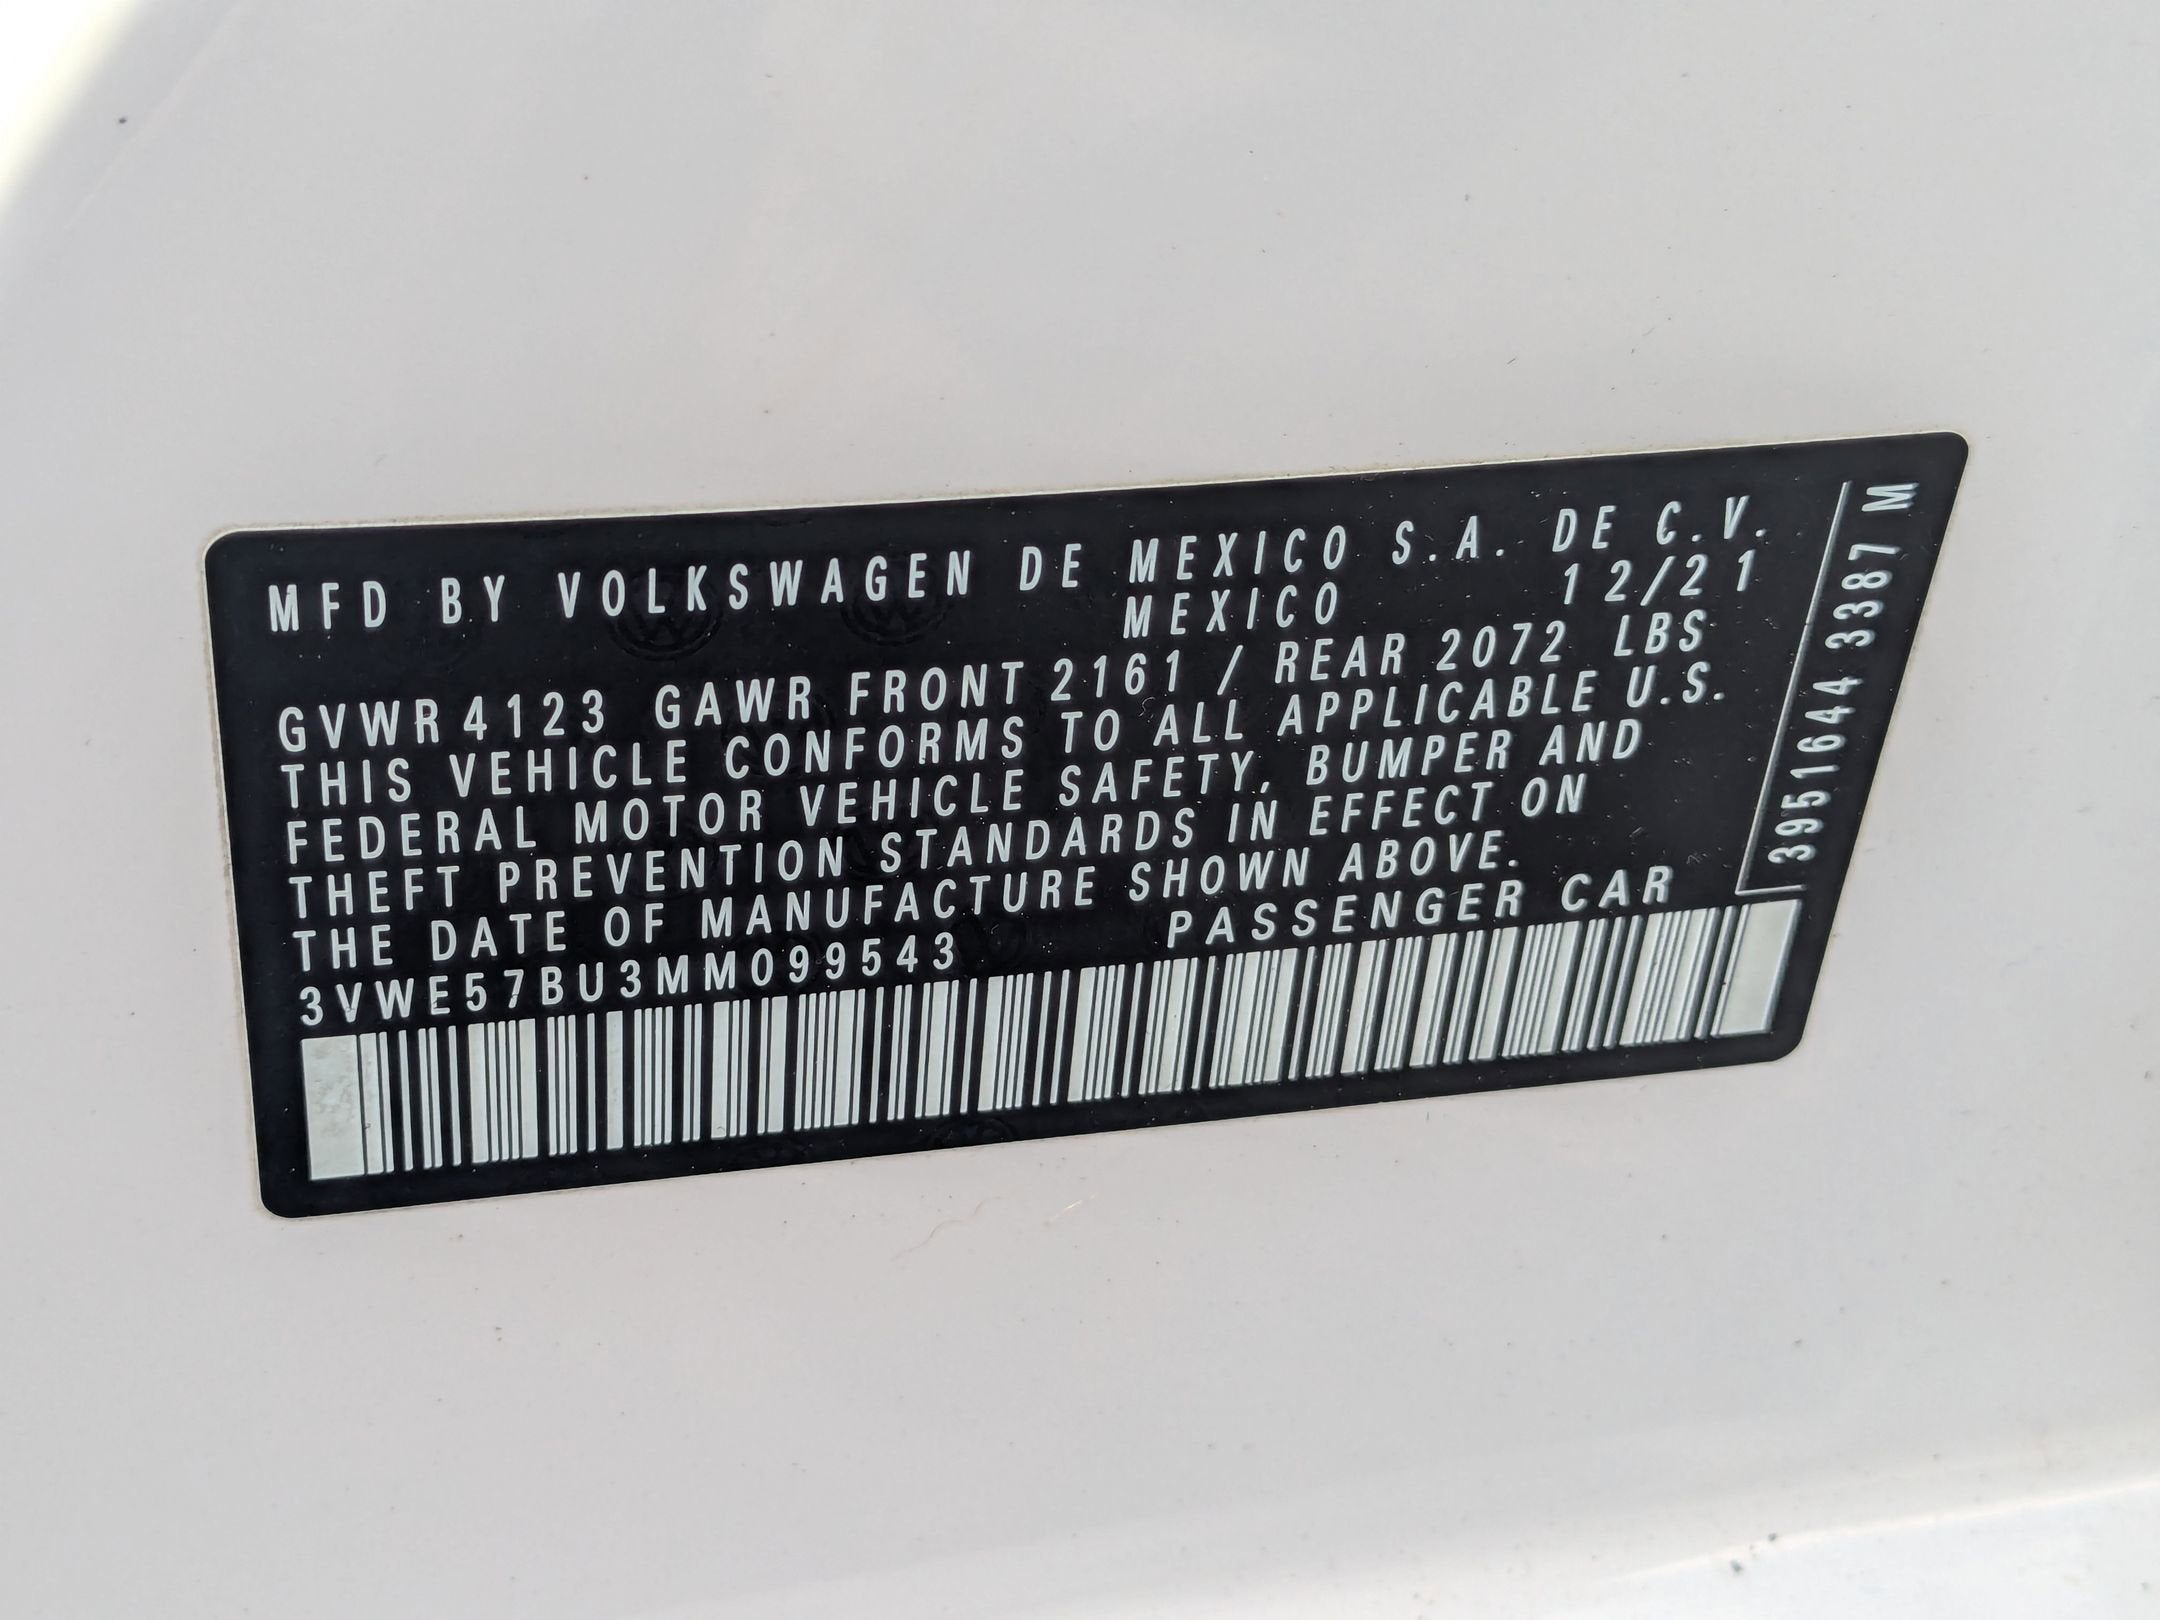 MFD BY VOLKSWAGEN DE MEXICO S.A. DE C.V.
MEXICO 12/21
GVWR 4123 GAWR FRONT 2161 / REAR 2072 LBS
THIS VEHICLE CONFORMS TO ALL APPLICABLE U.S.
FEDERAL MOTOR VEHICLE SAFETY, BUMPER AND
THEFT PREVENTION STANDARDS IN EFFECT ON
THE DATE OF MANUFACTURE SHOWN ABOVE.
3VWE57BU3MM099543 PASSENGER CAR
39516443387 M